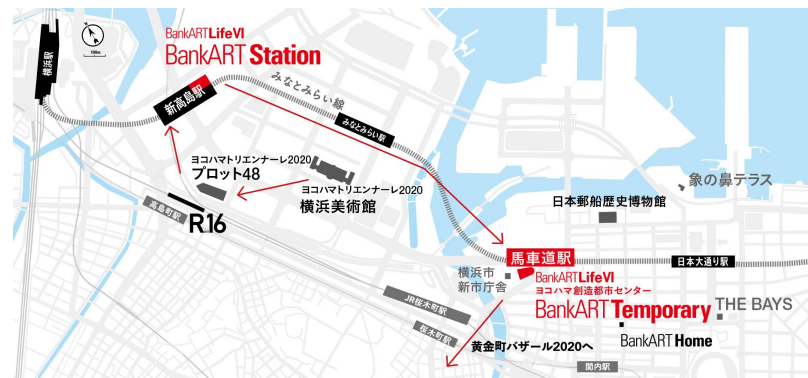 横浜駅
100m
BankARTLifeVI
BankART Station
新高島駅
みなとみらい線
みなとみらい駅
ヨコハマトリエンナーレ2020
プロット48
ヨコハマトリエンナーレ2020
横浜美術館
高島町駅
R16
象の鼻テラス
日本郵船歴史博物館
馬車道駅
日本大通り駅
横浜市
新市庁舎
BankARTLifeVI
ヨコハマ創造都市センター
BankART Temporary
THE BAYS
BankART Home
JR桜木町駅
桜木町駅
黄金町バザール2020へ
関内駅